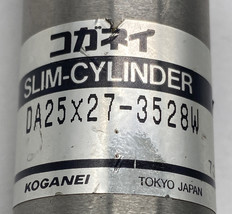 コガネイ
SLIM-CYLINDER
DA25x27-3528W
KOGANEI TOKYO JAPAN